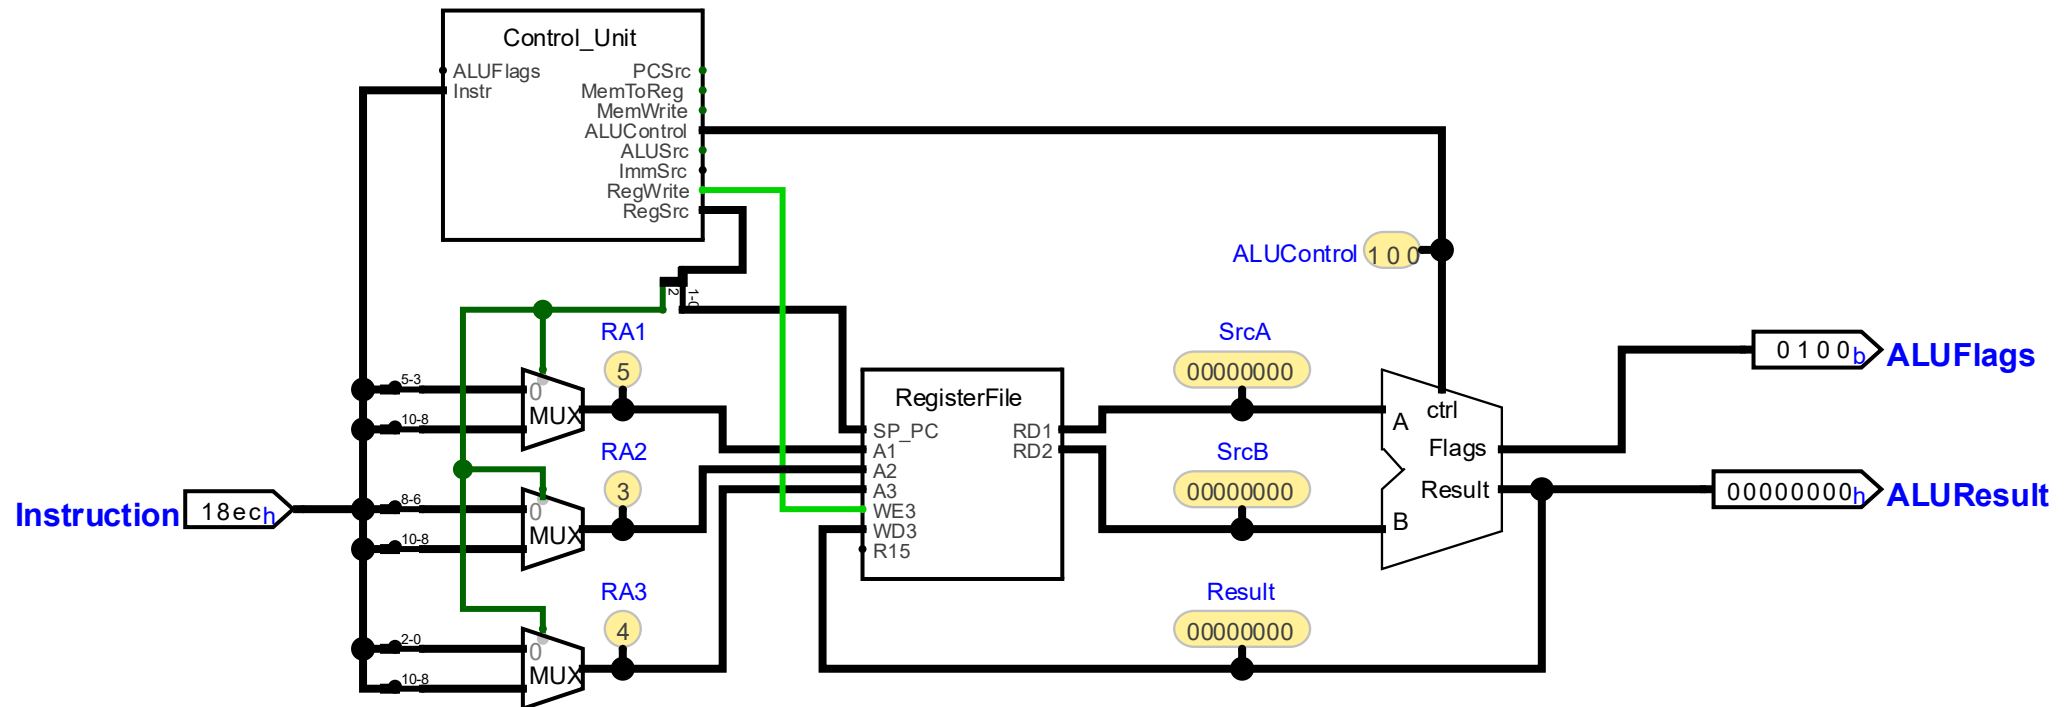 Control_Unit
ALUFlags
Instr
PCSrc
MemToReg
MemWrite
ALUControl
ALUSrc
ImmSrc
RegWrite
RegSrc
2
1-0
ALUControl
1 0 0
RA1
5
5-3
10-8
0
MUX
RA2
3
8-6
10-8
0
MUX
RA3
4
2-0
10-8
0
MUX
Instruction
18ech
RegisterFile
SP_PC
A1
A2
A3
WE3
WD3
R15
RD1
RD2
SrcA
00000000
SrcB
00000000
Result
00000000
A
B
ctrl
Flags
Result
0 1 0 0b
ALUFlags
00000000h
ALUResult